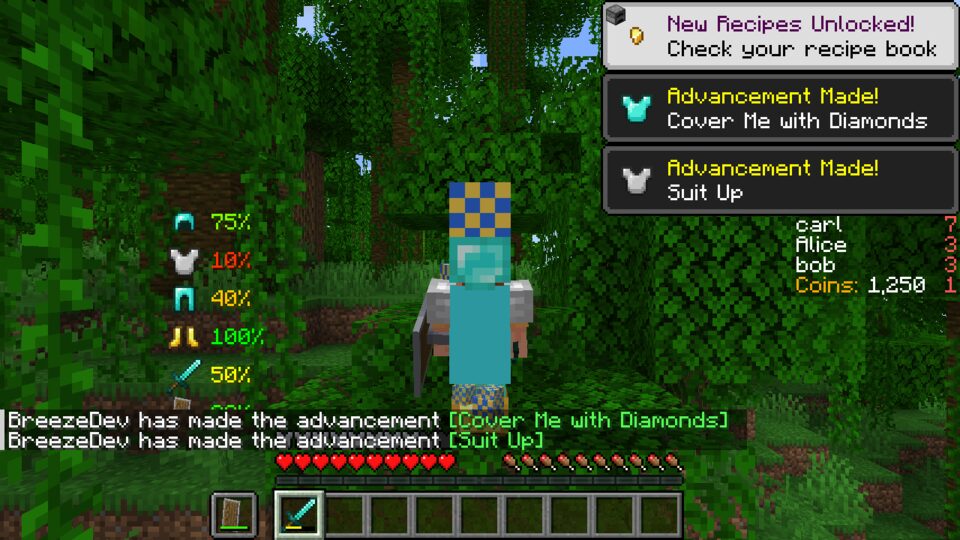 New Recipes Unlocked!
Check your recipe book
Advancement Made!
Cover Me with Diamonds
Advancement Made!
Suit Up
carl 7
Alice 3
bob 3
Coins: 1,250 1
75%
10%
40%
100%
50%
BreezeDev has made the advancement [Cover Me with Diamonds]
BreezeDev has made the advancement [Suit Up]